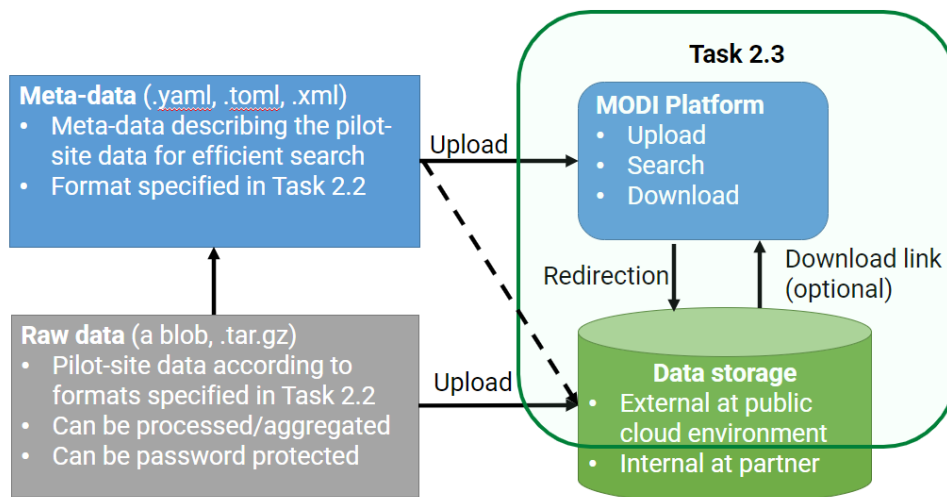 Task 2.3
Meta-data (.yaml, .toml, .xml)
• Meta-data describing the pilot-
site data for efficient search
• Format specified in Task 2.2
Upload
MODI Platform
• Upload
• Search
• Download
Redirection
Download link
(optional)
Raw data (a blob, .tar.gz)
• Pilot-site data according to
formats specified in Task 2.2
• Can be processed/aggregated
• Can be password protected
Upload
Data storage
• External at public
cloud environment
• Internal at partner